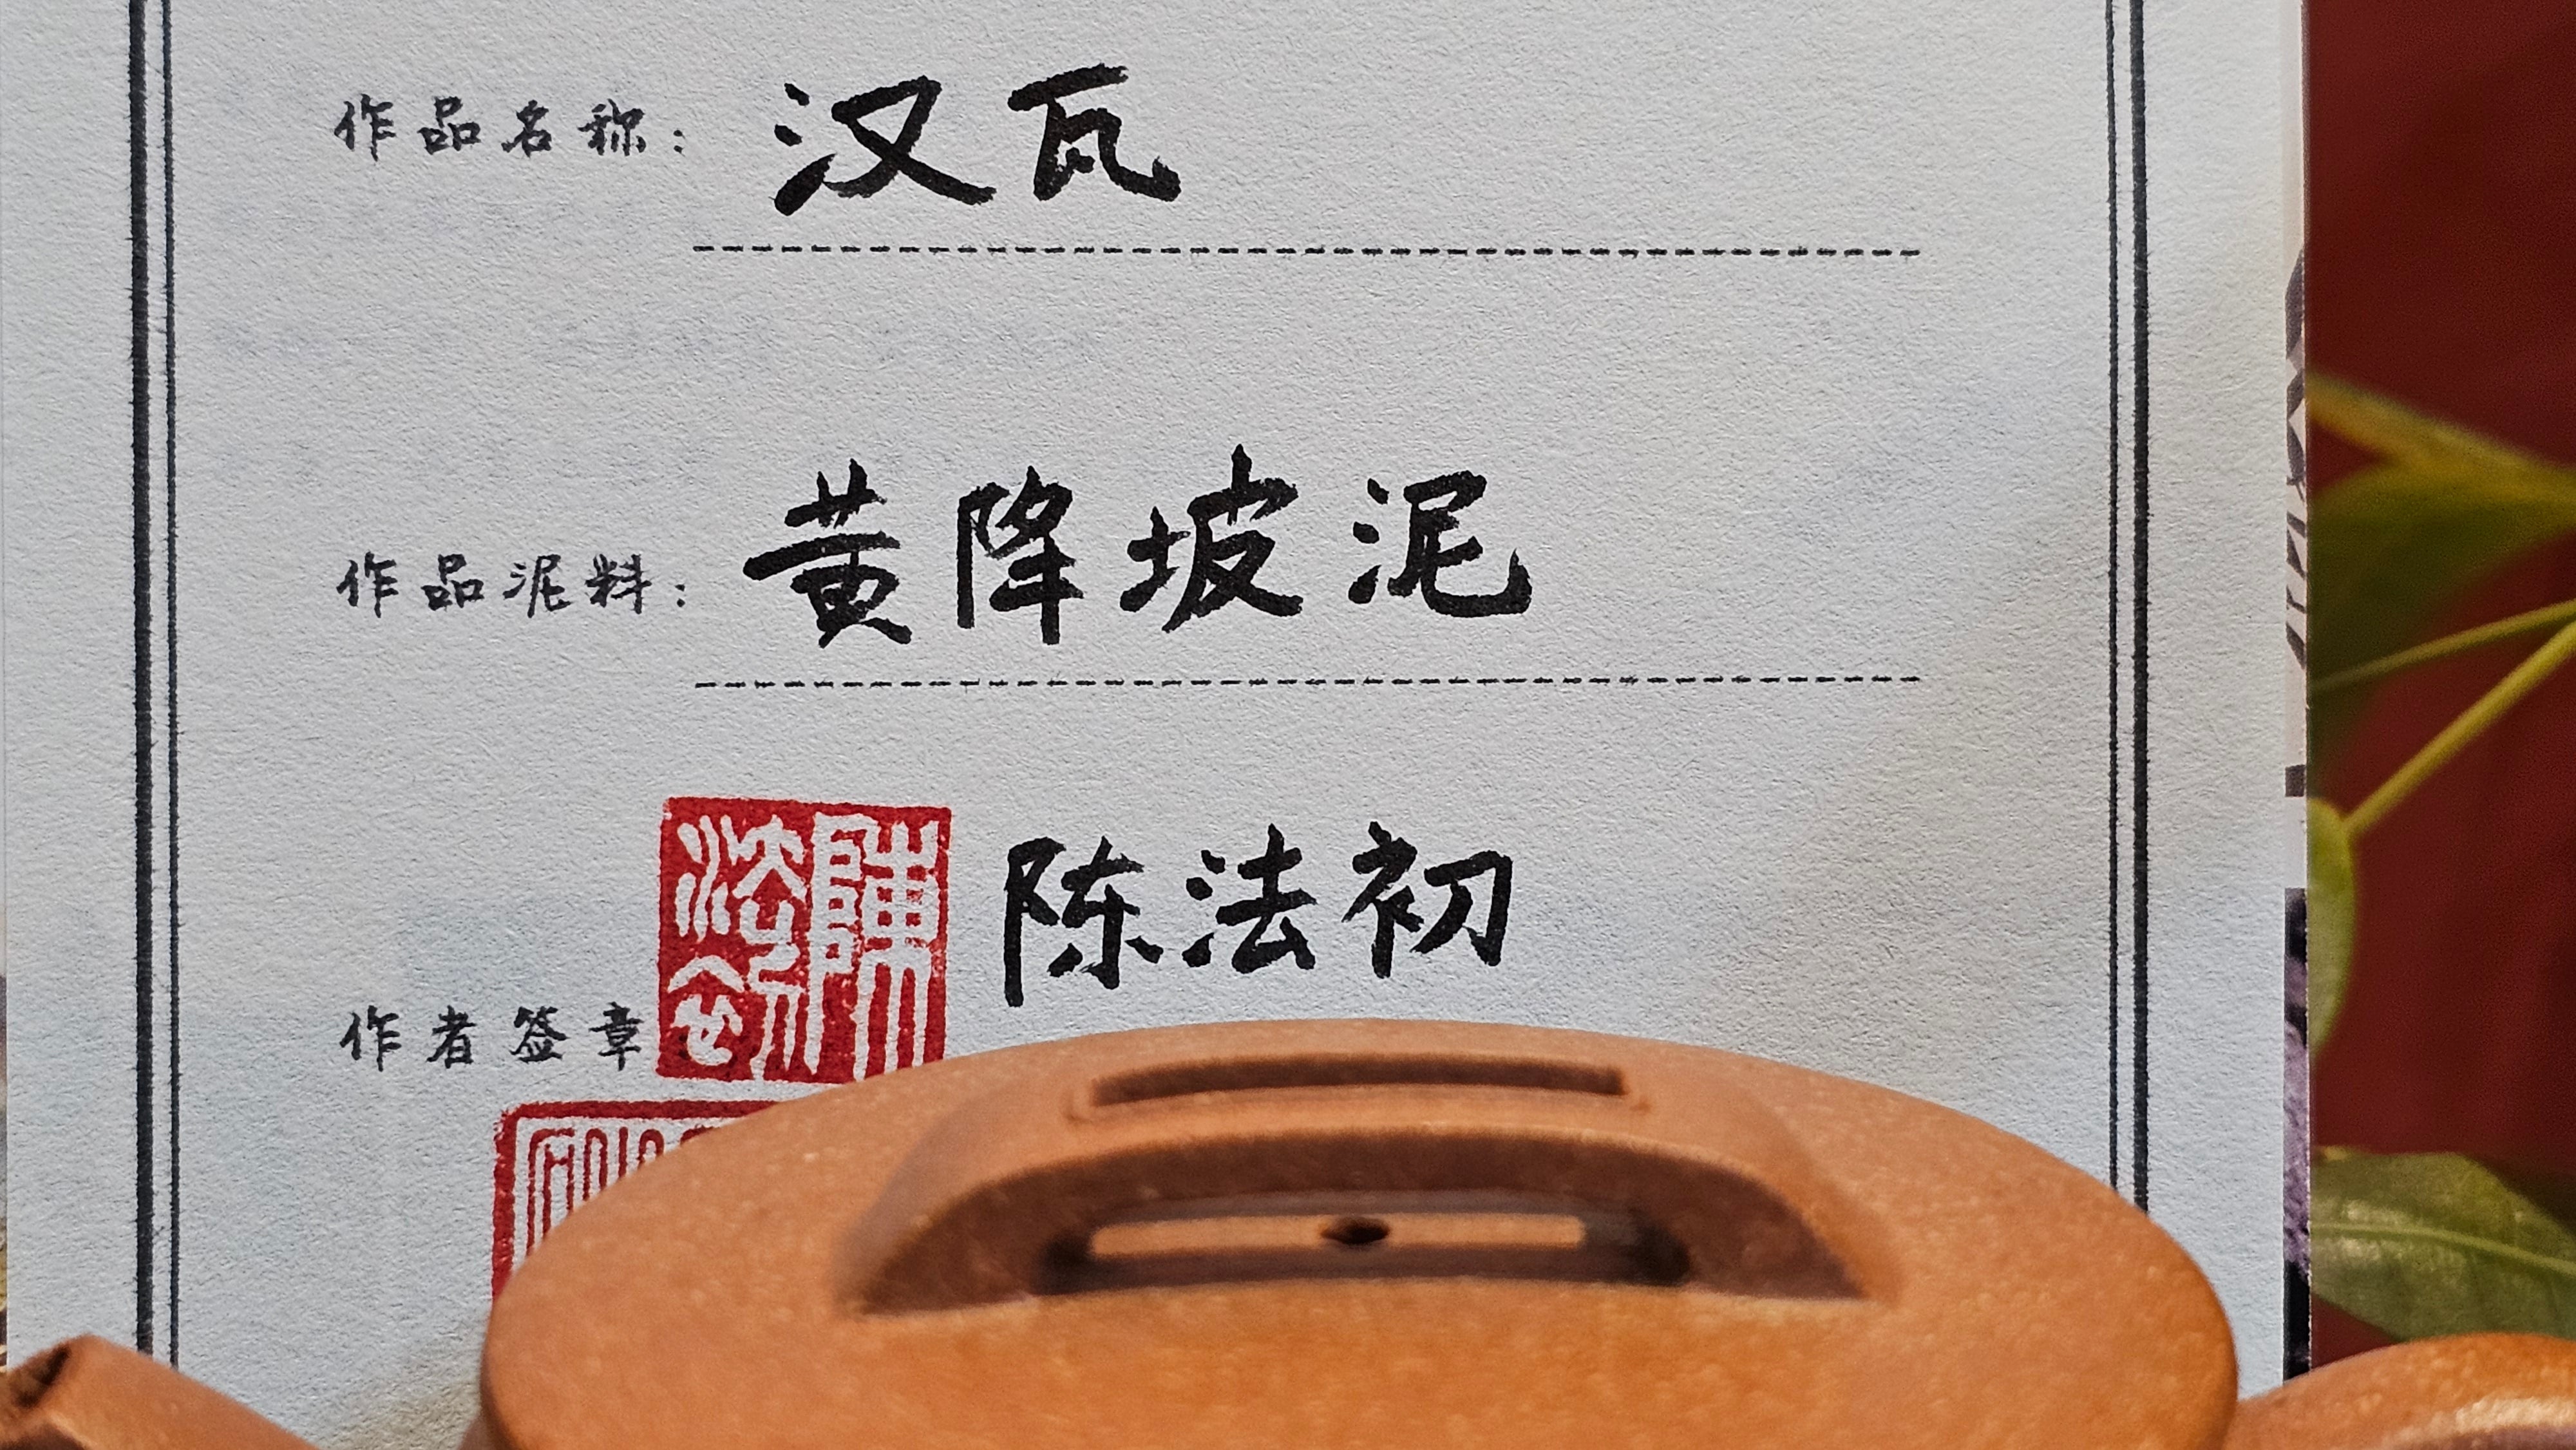 作品名称：汉瓦
作品泥料：黄降坡泥
陈法初
作者签章